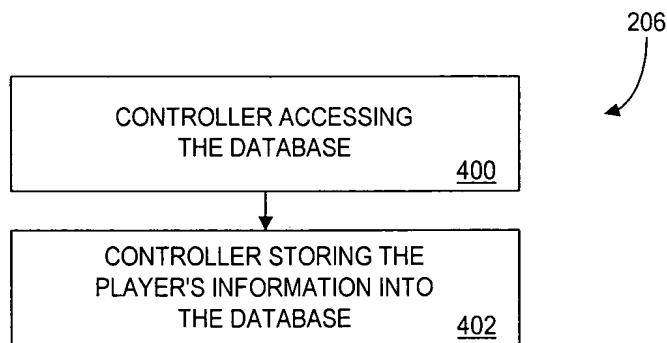 206
CONTROLLER ACCESSING
THE DATABASE
400
CONTROLLER STORING THE
PLAYER'S INFORMATION INTO
THE DATABASE
402